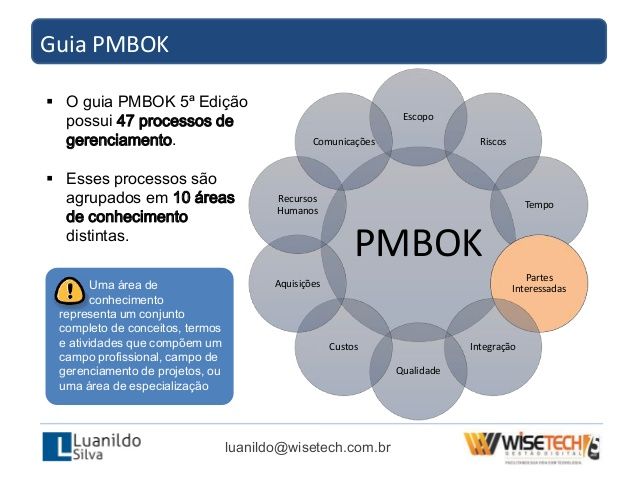 Guia PMBOK
▪ O guia PMBOK 5ª Edição
possui 47 processos de
gerenciamento.
▪ Esses processos são
agrupados em 10 áreas
de conhecimento
distintas.
Uma área de
conhecimento
representa um conjunto
completo de conceitos, termos
e atividades que compõem um
campo profissional, campo de
gerenciamento de projetos, ou
uma área de especialização
PMBOK
Escopo
Riscos
Tempo
Partes
Interessadas
Integração
Qualidade
Custos
Aquisições
Recursos
Humanos
Comunicações
Luanildo
Silva
luanildo@wisetech.com.br
WISETECH
GESTÃO DIGITAL